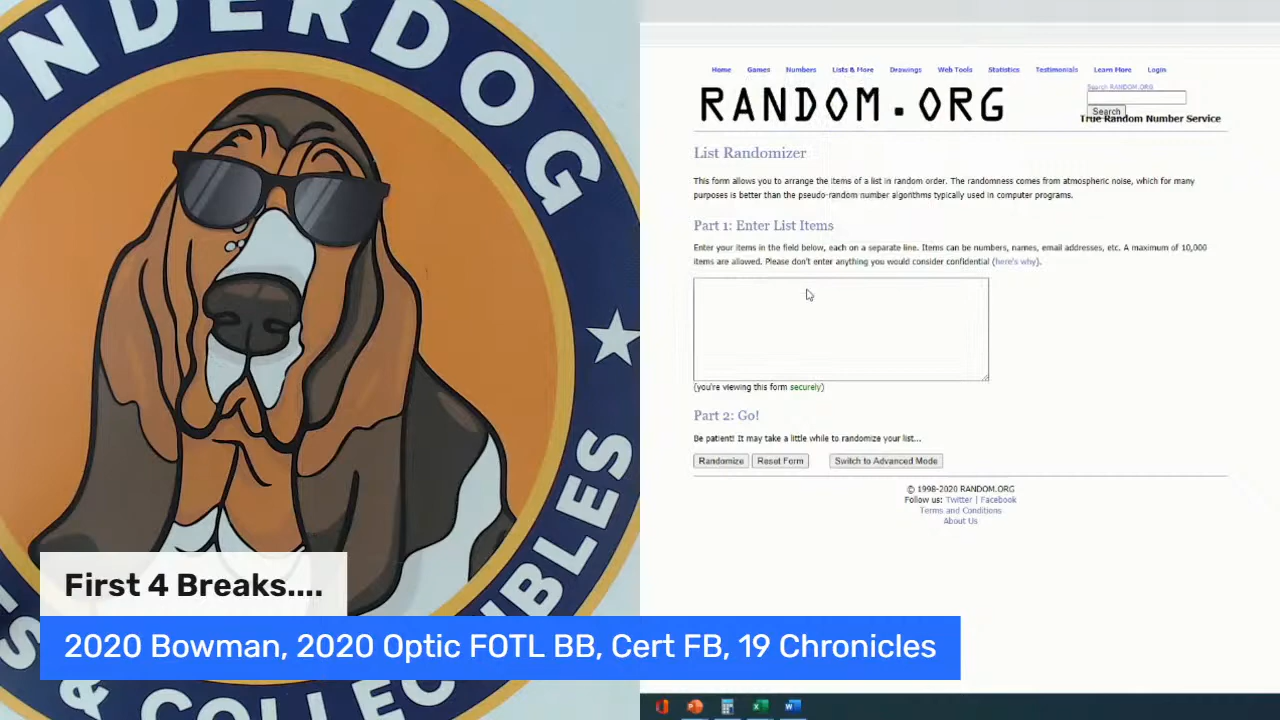 UNDERDOG
& COLLECTIBLES
First 4 Breaks....
2020 Bowman, 2020 Optic FOTL BB, Cert FB, 19 Chronicles
Home Games Numbers Lists & More Drawings Web Tools Statistics Testimonials Learn More Login
RANDOM.ORG
Search RANDOM.ORG
Search
True Random Number Service
List Randomizer
This form allows you to arrange the items of a list in random order. The randomness comes from atmospheric noise, which for many
purposes is better than the pseudo-random number algorithms typically used in computer programs.
Part 1: Enter List Items
Enter your items in the field below, each on a separate line. Items can be numbers, names, email addresses, etc. A maximum of 10,000
items are allowed. Please don't enter anything you would consider confidential (here's why).
(you're viewing this form securely)
Part 2: Go!
Be patient! It may take a little while to randomize your list...
Randomize Reset Form Switch to Advanced Mode
© 1998-2020 RANDOM.ORG
Follow us: Twitter | Facebook
Terms and Conditions
About Us